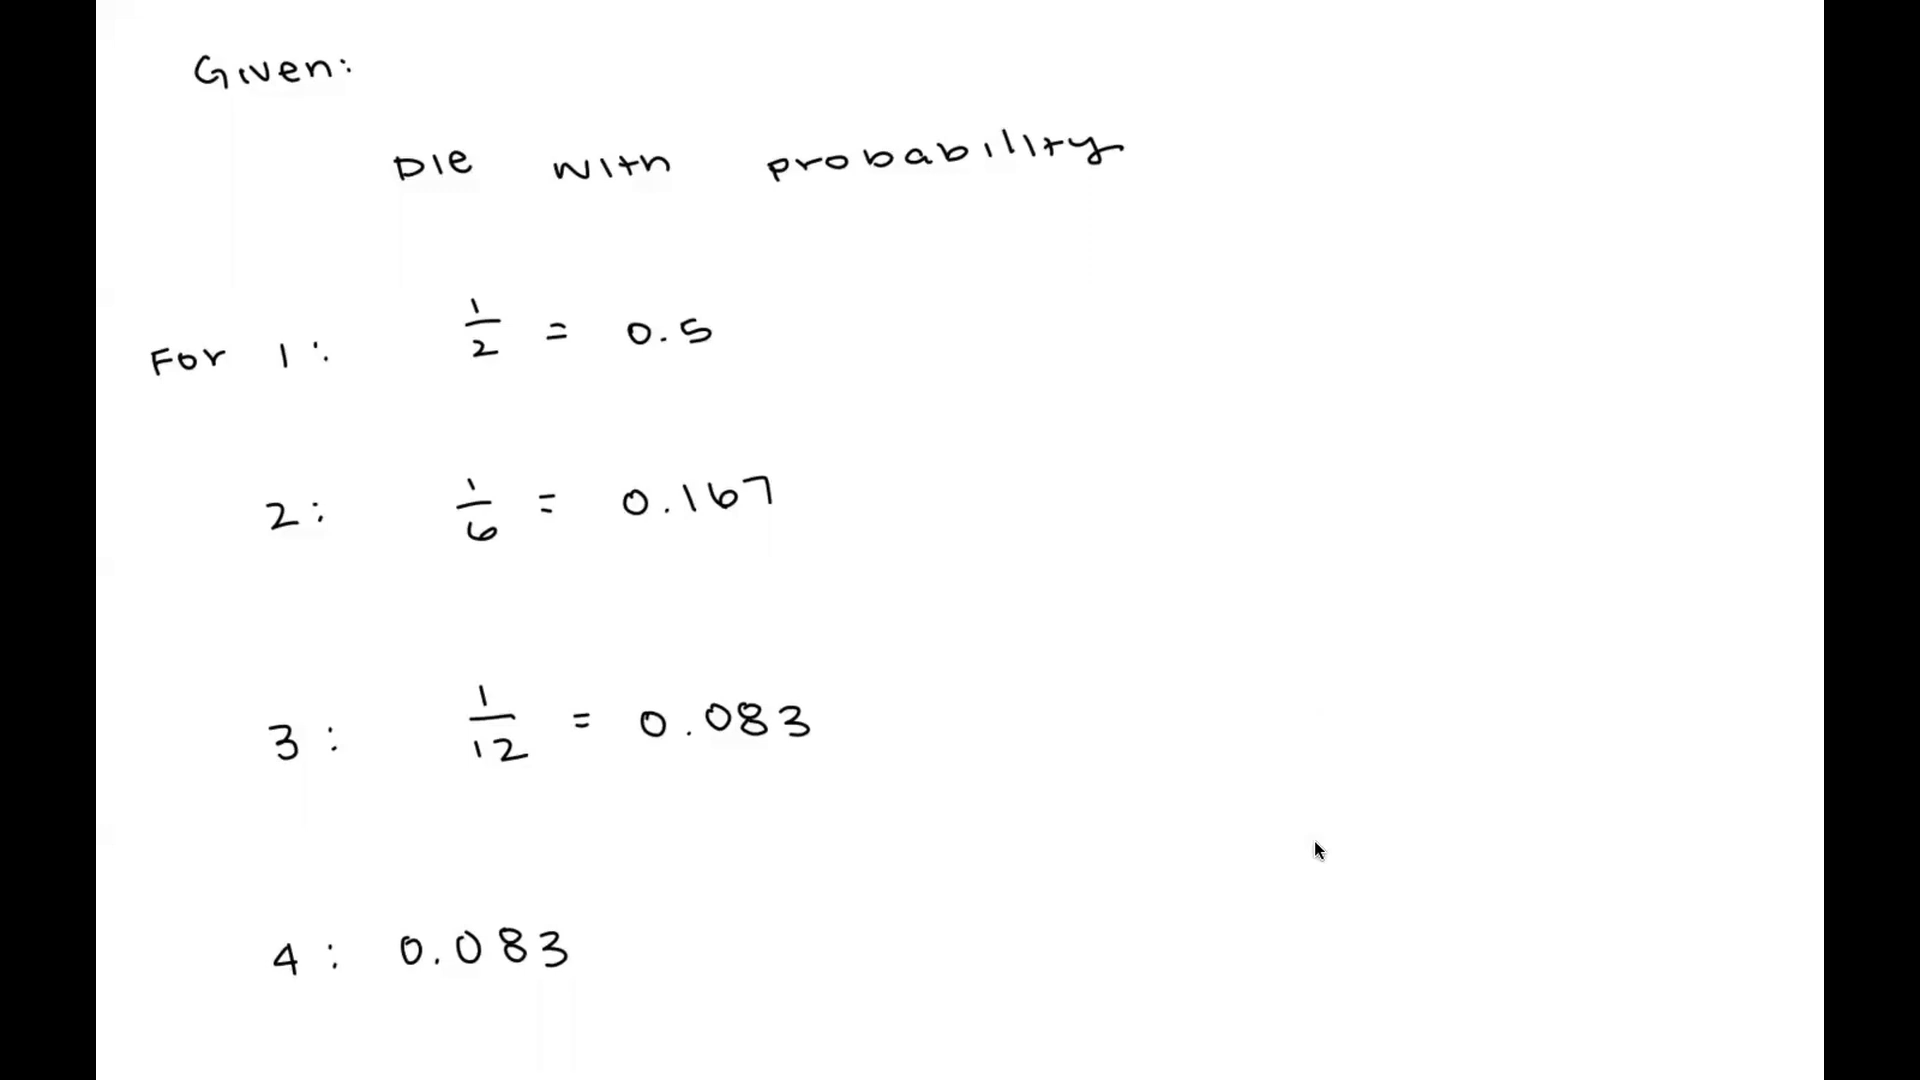 Given:
Die with probability
For 1: 1/2 = 0.5
2: 1/6 = 0.167
3: 1/12 = 0.083
4: 0.083